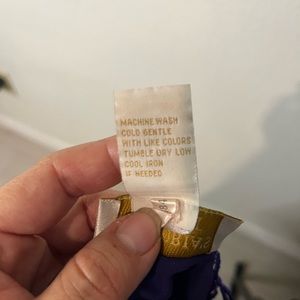 MACHINE WASH
COLD GENTLE
WITH LIKE COLORS
TUMBLE DRY LOW
COOL IRON
IF NEEDED